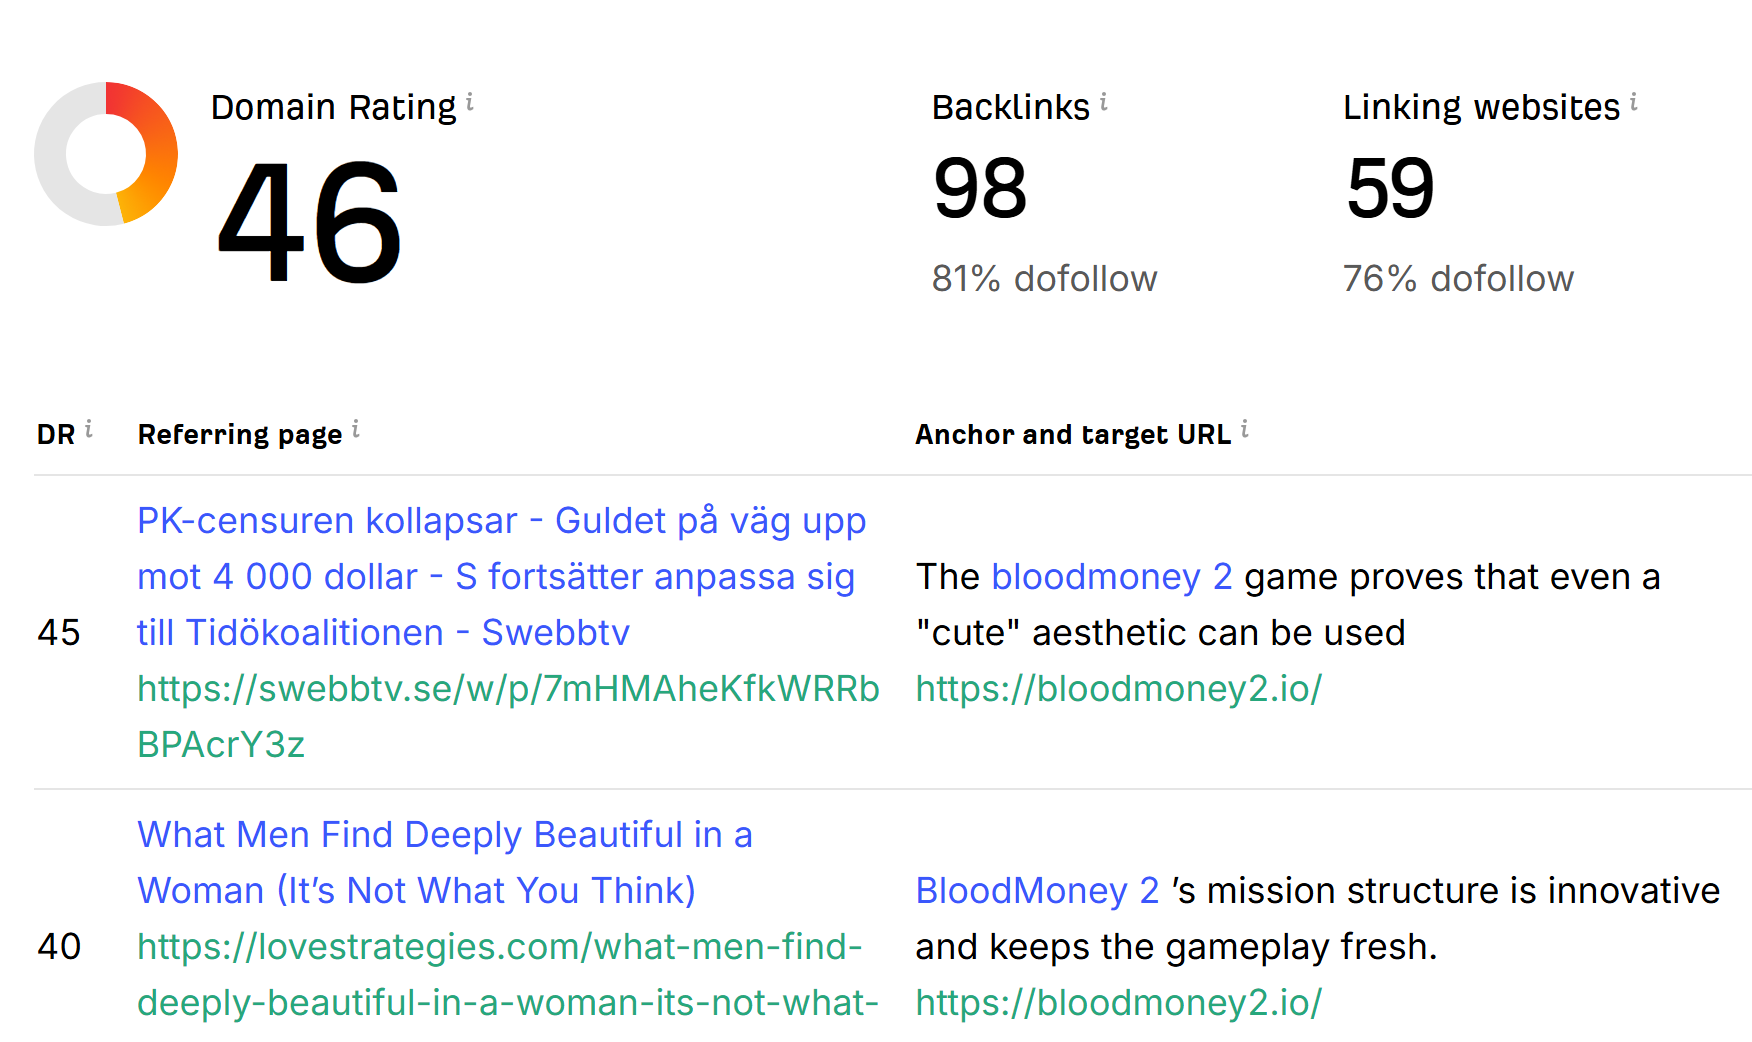 Domain Rating i
46
Backlinks i
98
81% dofollow
Linking websites i
59
76% dofollow
DR i
Referring page i
Anchor and target URL i
45
PK-censuren kollapsar - Guldet på väg upp
mot 4 000 dollar - S fortsätter anpassa sig
till Tidökoalitionen - Swebbtv
https://swebbtv.se/w/p/7mHMAheKfkWRRb
BPAcrY3z
The bloodmoney 2 game proves that even a
"cute" aesthetic can be used
https://bloodmoney2.io/
40
What Men Find Deeply Beautiful in a
Woman (It’s Not What You Think)
https://lovestrategies.com/what-men-find-
deeply-beautiful-in-a-woman-its-not-what-
BloodMoney 2 ’s mission structure is innovative
and keeps the gameplay fresh.
https://bloodmoney2.io/